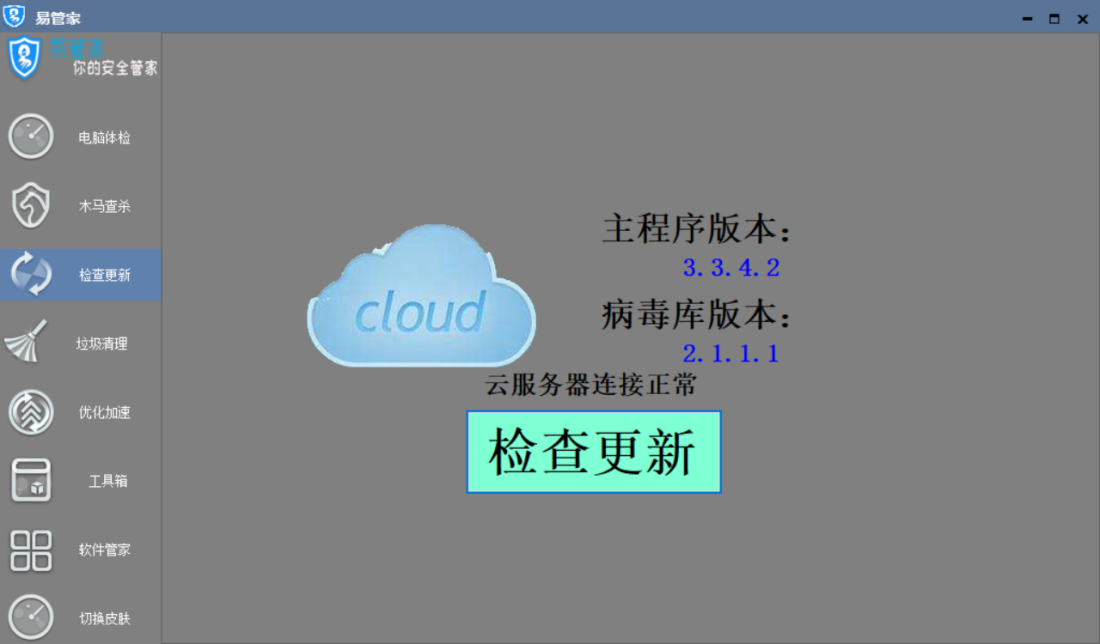 易管家
易管家
你的安全管家
电脑体检
木马查杀
检查更新
垃圾清理
优化加速
工具箱
软件管家
切换皮肤
cloud
主程序版本：
3.3.4.2
病毒库版本：
2.1.1.1
云服务器连接正常
检查更新